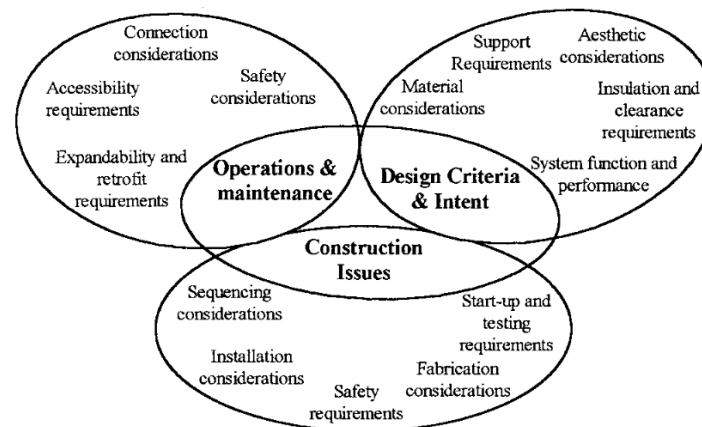 Connection
considerations
Safety
considerations
Accessibility
requirements
Expandability and
retrofit
requirements
Operations &
maintenance
Support
Requirements
Aesthetic
considerations
Material
considerations
Insulation and
clearance
requirements
System function and
performance
Design Criteria
& Intent
Construction
Issues
Sequencing
considerations
Start-up and
testing
requirements
Installation
considerations
Fabrication
considerations
Safety
requirements